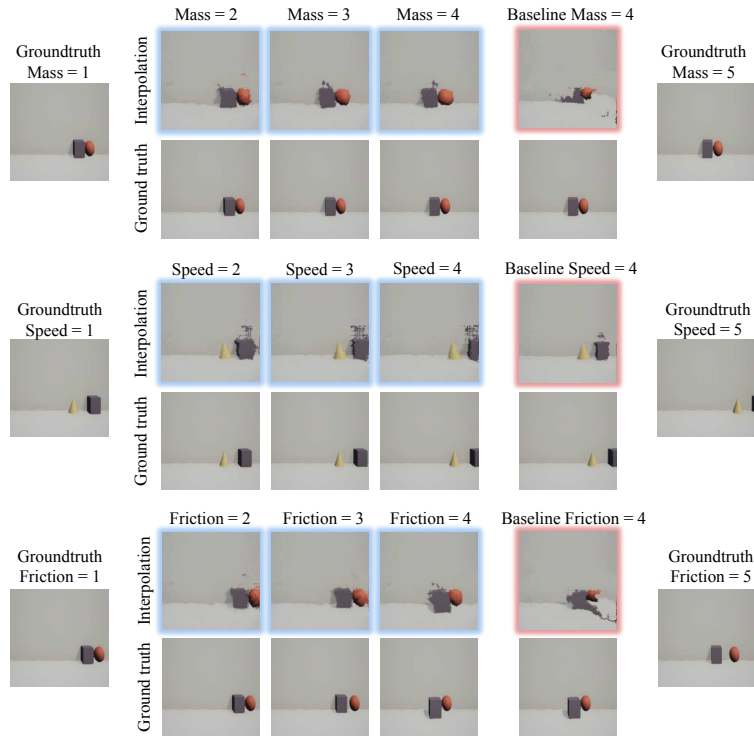 Mass = 2
Mass = 3
Mass = 4
Baseline Mass = 4
Groundtruth
Mass = 1
Interpolation
Groundtruth
Mass = 5
Ground truth
Speed = 2
Speed = 3
Speed = 4
Baseline Speed = 4
Groundtruth
Speed = 1
Interpolation
Groundtruth
Speed = 5
Ground truth
Friction = 2
Friction = 3
Friction = 4
Baseline Friction = 4
Groundtruth
Friction = 1
Interpolation
Groundtruth
Friction = 5
Ground truth